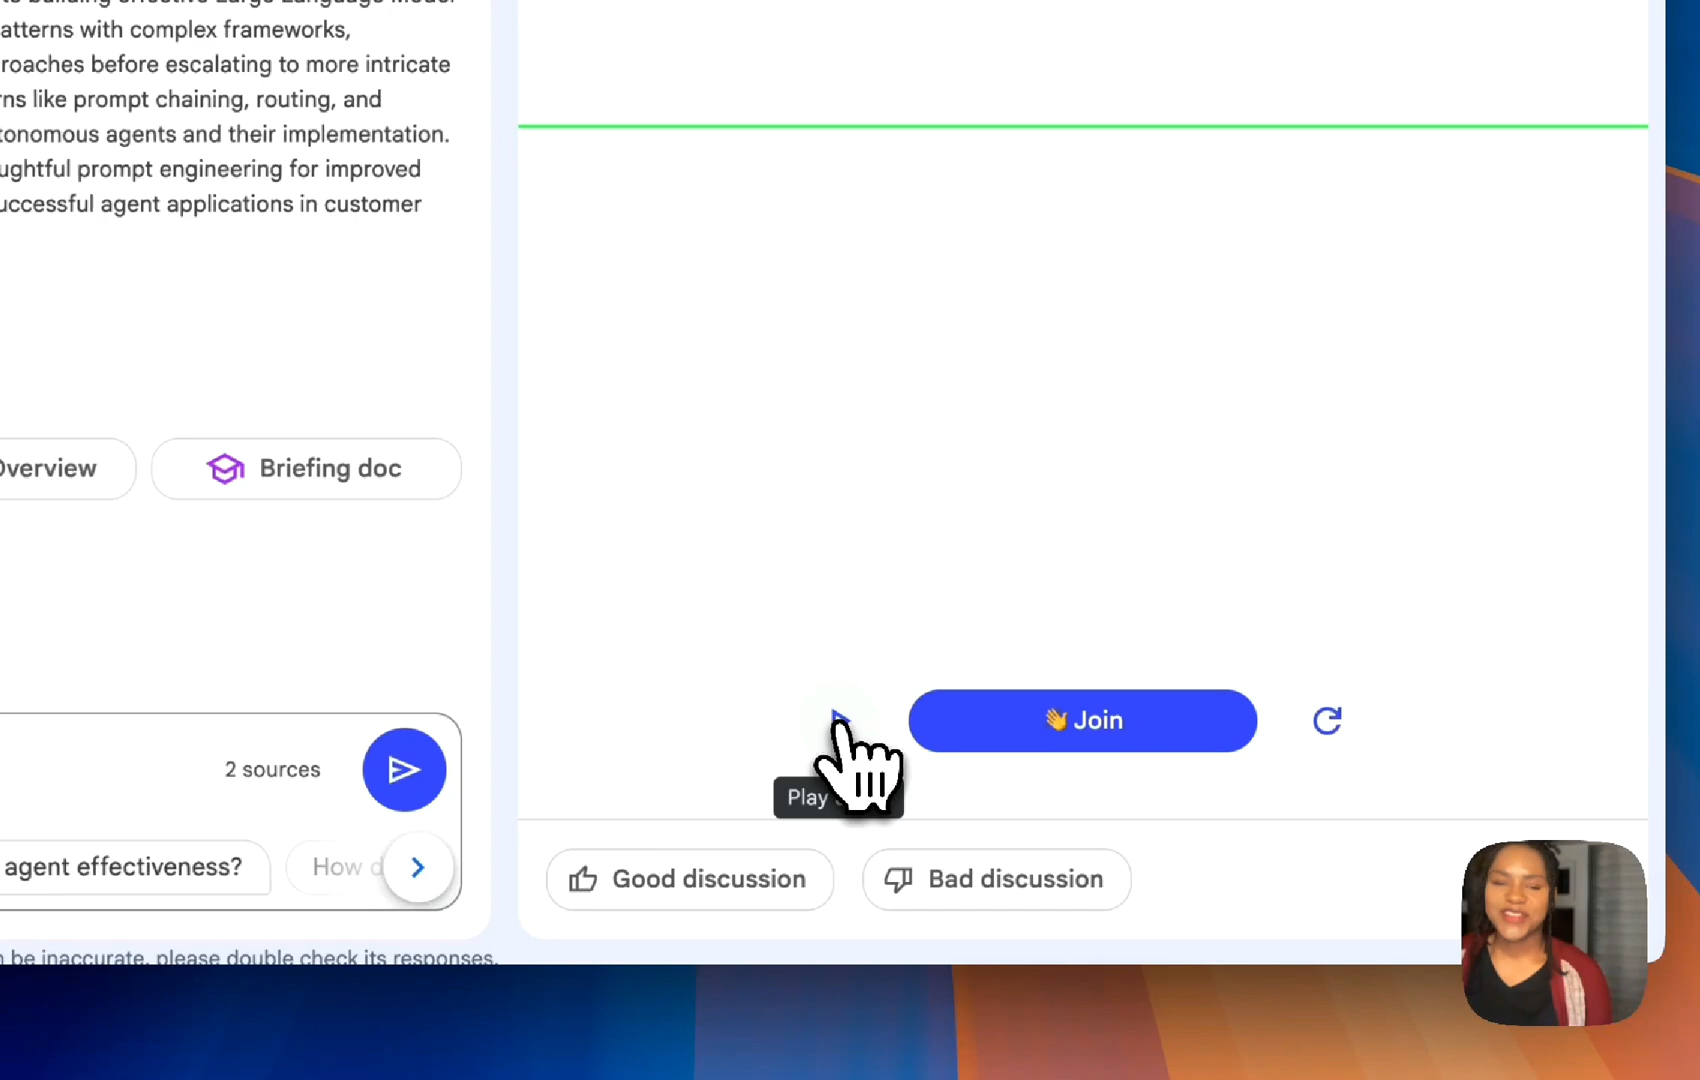 atterns with complex frameworks,
roaches before escalating to more intricate
rns like prompt chaining, routing, and
tonomous agents and their implementation.
ughtful prompt engineering for improved
uccessful agent applications in customer
Overview
Briefing doc
👋 Join
2 sources
Play
agent effectiveness?
How
Good discussion
Bad discussion
be inaccurate, please double check its responses.